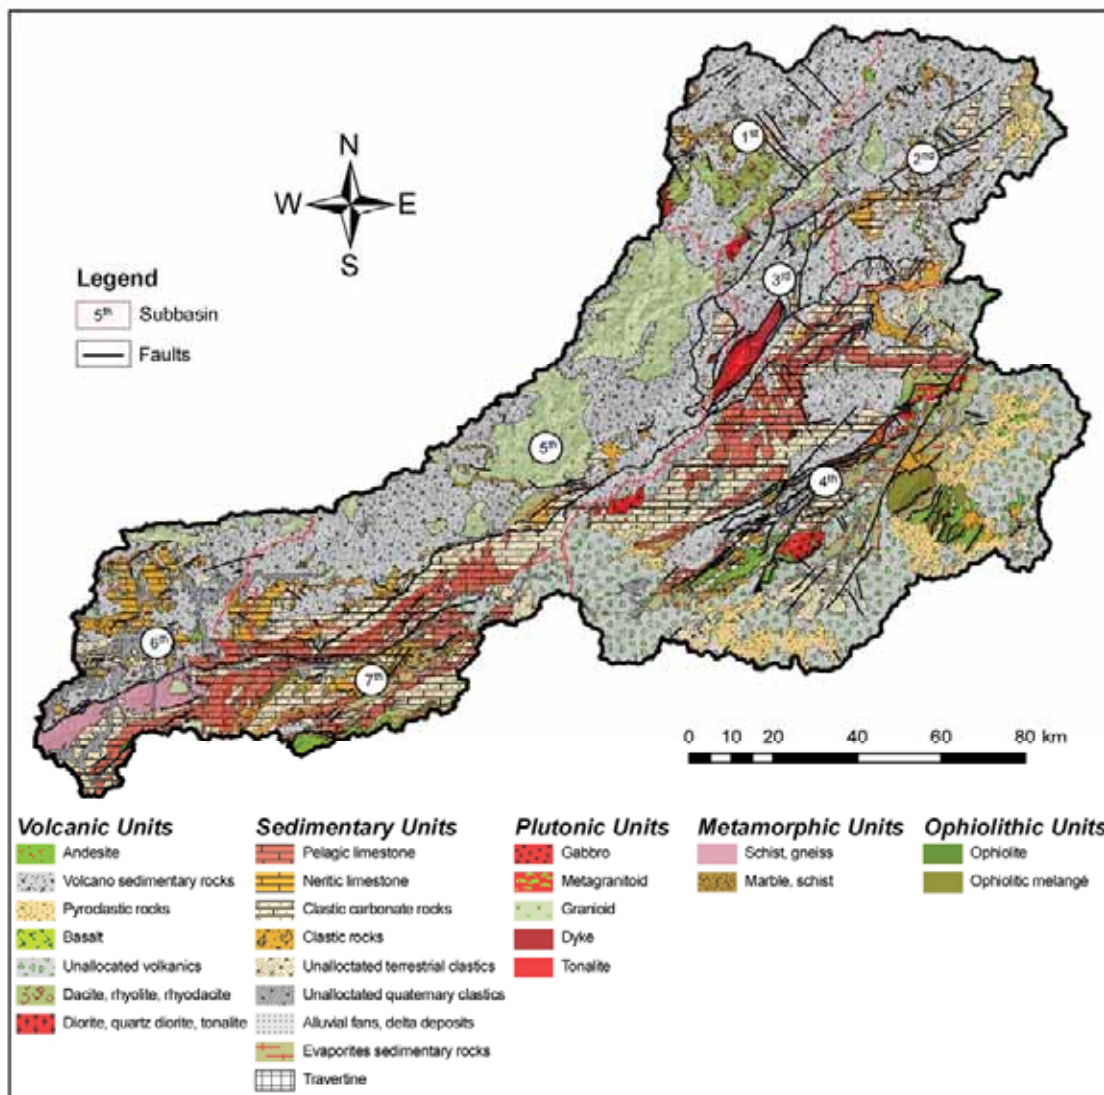 N
W E
S
1st
2nd
3rd
4th
5th
6th
7th
Legend
5th Subbasin
Faults
0 10 20 40 60 80 km
Volcanic Units
Andesite
Volcano sedimentary rocks
Pyroclastic rocks
Basalt
Unallocated volkanics
Dacite, rhyolite, rhyodacite
Diorite, quartz diorite, tonalite
Sedimentary Units
Pelagic limestone
Neritic limestone
Clastic carbonate rocks
Clastic rocks
Unalloctated terrestrial clastics
Unalloctated quaternary clastics
Alluvial fans, delta deposits
Evaporites sedimentary rocks
Travertine
Plutonic Units
Gabbro
Metagranitoid
Granioid
Dyke
Tonalite
Metamorphic Units
Schist, gneiss
Marble, schist
Ophiolithic Units
Ophiolite
Ophiolitic melangé